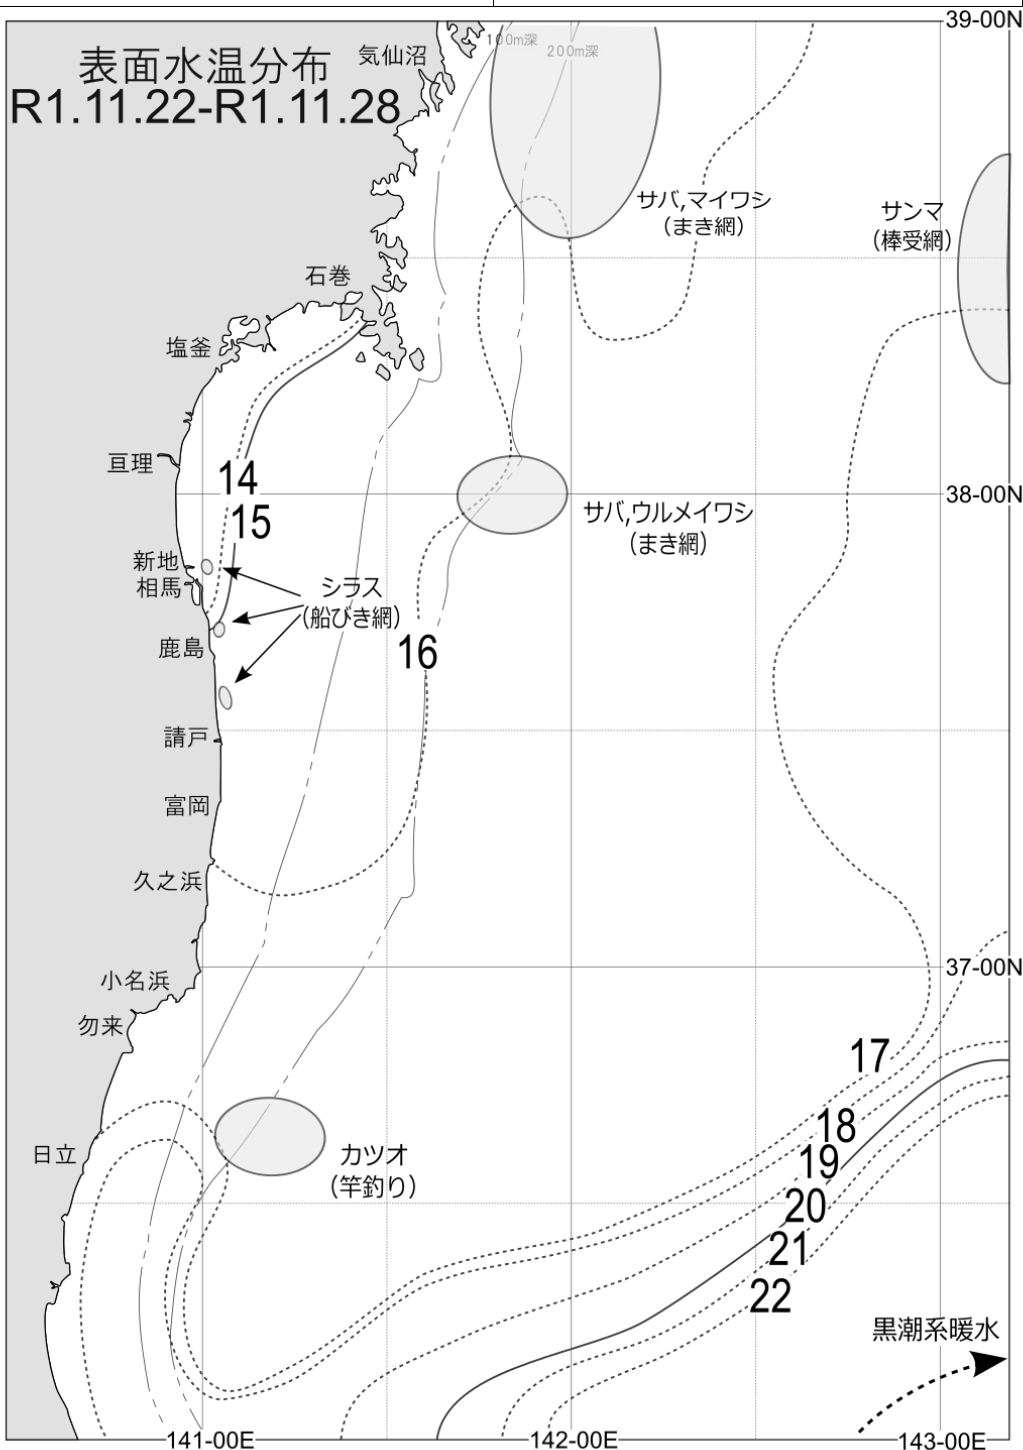 39-00N
100m深
200m深
気仙沼
表面水温分布
R1.11.22-R1.11.28
サバ,マイワシ
(まき網)
サンマ
(棒受網)
石巻
塩釜
亘理
14
38-00N
15
サバ,ウルメイワシ
(まき網)
新地
相馬
シラス
(船びき網)
鹿島
16
請戸
富岡
久之浜
37-00N
小名浜
勿来
17
18
日立
カツオ
(竿釣り)
19
20
21
22
黒潮系暖水
141-00E
142-00E
143-00E